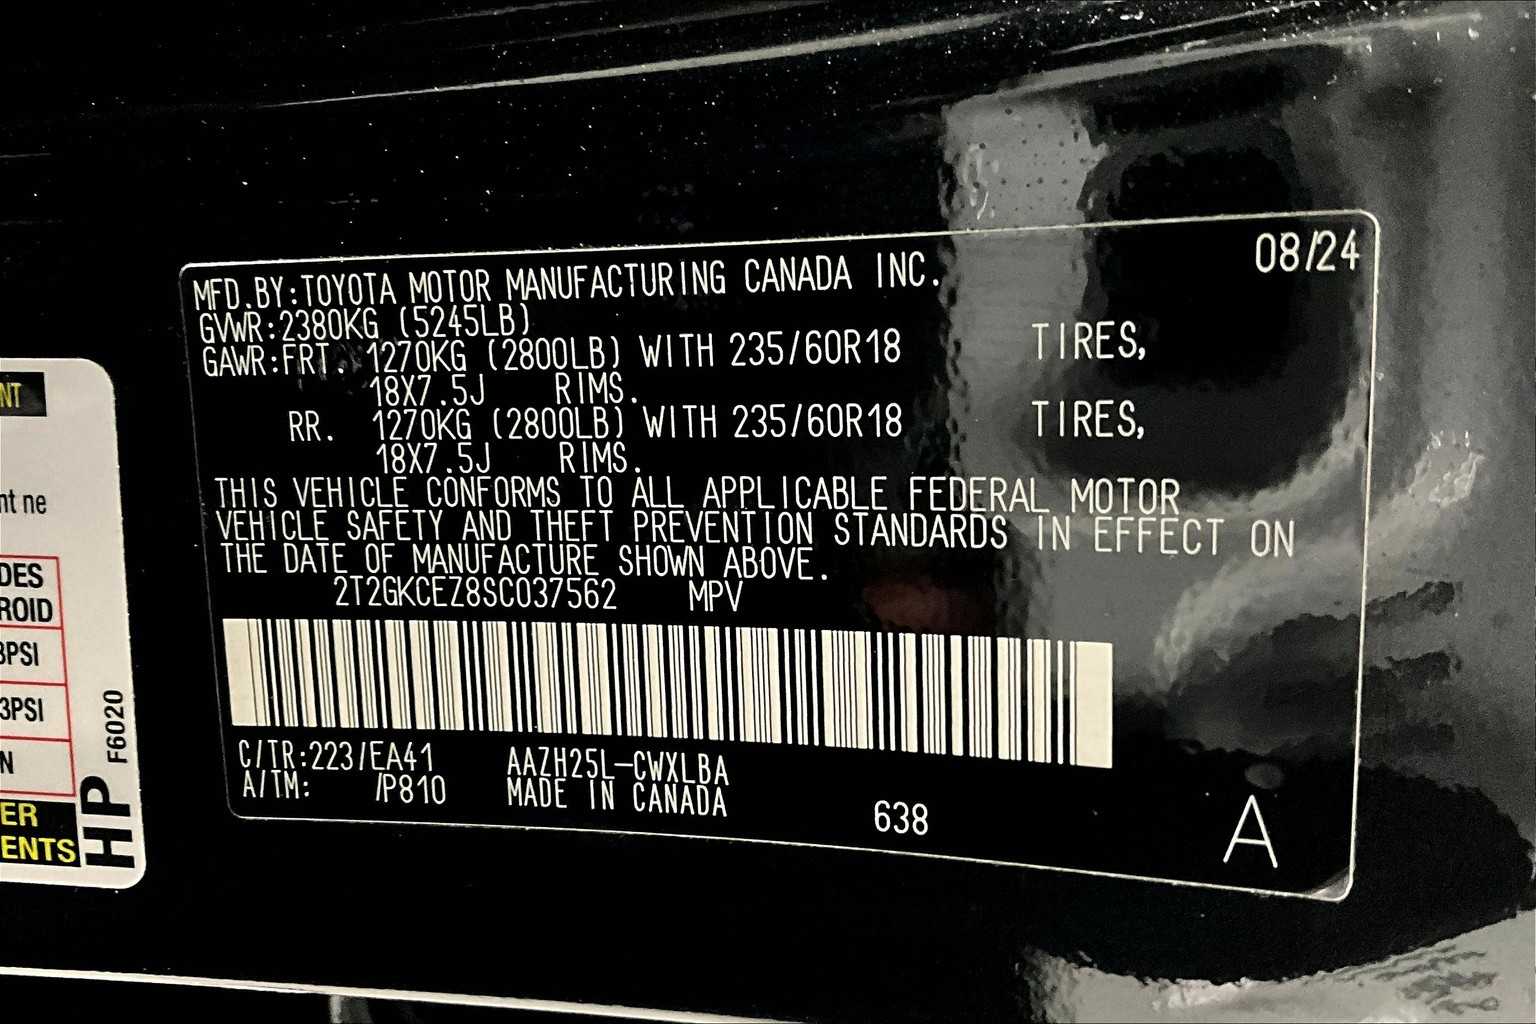 08/24
MFD.BY:TOYOTA MOTOR MANUFACTURING CANADA INC.
GVWR:2380KG (5245LB)
GAWR:FRT. 1270KG (2800LB) WITH 235/60R18 TIRES,
18X7.5J RIMS.
RR. 1270KG (2800LB) WITH 235/60R18 TIRES,
18X7.5J RIMS.
THIS VEHICLE CONFORMS TO ALL APPLICABLE FEDERAL MOTOR
VEHICLE SAFETY AND THEFT PREVENTION STANDARDS IN EFFECT ON
THE DATE OF MANUFACTURE SHOWN ABOVE.
2T2GKCEZ8SC037562 MPV
C/TR:223/EA41 AAZH25L-CWXLBA
A/TM: /P810 MADE IN CANADA
638
A
NT
nt ne
DES
ROID
3PSI
3PSI
N
ER
ENTS
HP F6020